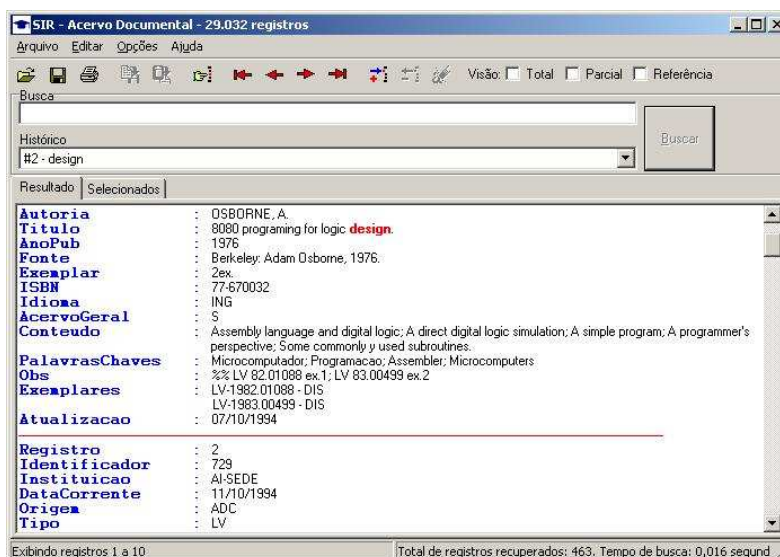 SIR - Acervo Documental - 29.032 registros
Arquivo Editar Opções Ajuda
Visão: Total Parcial Referência
Busca
Histórico
Buscar
#2 - design
Resultado Selecionados
Autoria : OSBORNE, A.
Titulo : 8080 programing for logic design.
AnoPub : 1976
Fonte : Berkeley: Adam Osborne, 1976.
Exemplar : 2ex.
ISBN : 77-670032
Idioma : ING
AcervoGeral : S
Conteudo : Assembly language and digital logic; A direct digital logic simulation; A simple program; A programmer's
perspective; Some commonly y used subroutines.
PalavrasChaves : Microcomputador; Programacao; Assembler; Microcomputers
Obs : %% LV 82.01088 ex.1; LV 83.00499 ex.2
Exemplares : LV-1982.01088 - DIS
LV-1983.00499 - DIS
Atualizacao : 07/10/1994
Registro : 2
Identificador : 729
Instituicao : AI-SEDE
DataCorrente : 11/10/1994
Origem : ADC
Tipo : LV
Exibindo registros 1 a 10 Total de registros recuperados: 463. Tempo de busca: 0,016 segund